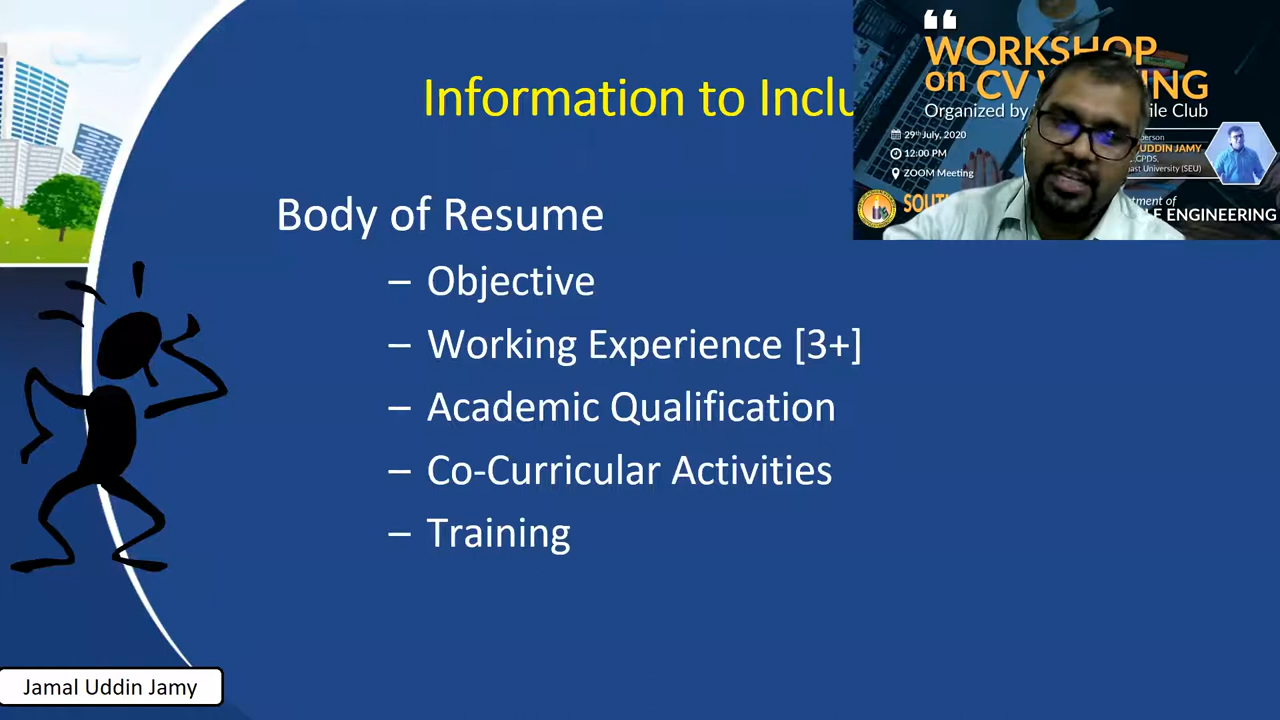 Information to Inclu
Body of Resume
– Objective
– Working Experience [3+]
– Academic Qualification
– Co-Curricular Activities
– Training
Jamal Uddin Jamy
WORKSHOP
on CV
Organized by
Club
29th July, 2020
12:00 PM
ZOOM Meeting
UDDIN JAMY
CPDS,
University (SEU)
of
ENGINEERING